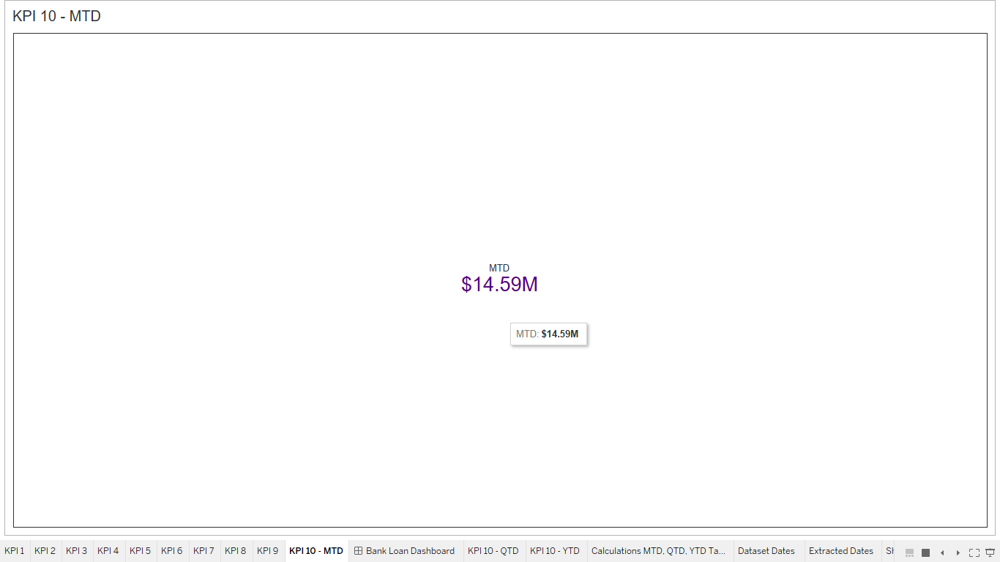 KPI 10 - MTD
MTD
$14.59M
MTD: $14.59M
KPI 1 KPI 2 KPI 3 KPI 4 KPI 5 KPI 6 KPI 7 KPI 8 KPI 9 KPI 10 - MTD Bank Loan Dashboard KPI 10 - QTD KPI 10 - YTD Calculations MTD, QTD, YTD Ta... Dataset Dates Extracted Dates